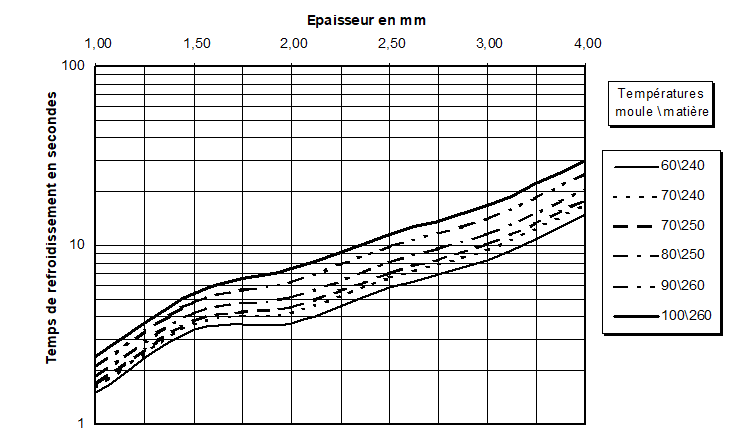 Epaisseur en mm
1,00 1,50 2,00 2,50 3,00 4,00
100
10
1
Temps de refroidissement en secondes
Températures
moule \ matière
60\240
70\240
70\250
80\250
90\260
100\260